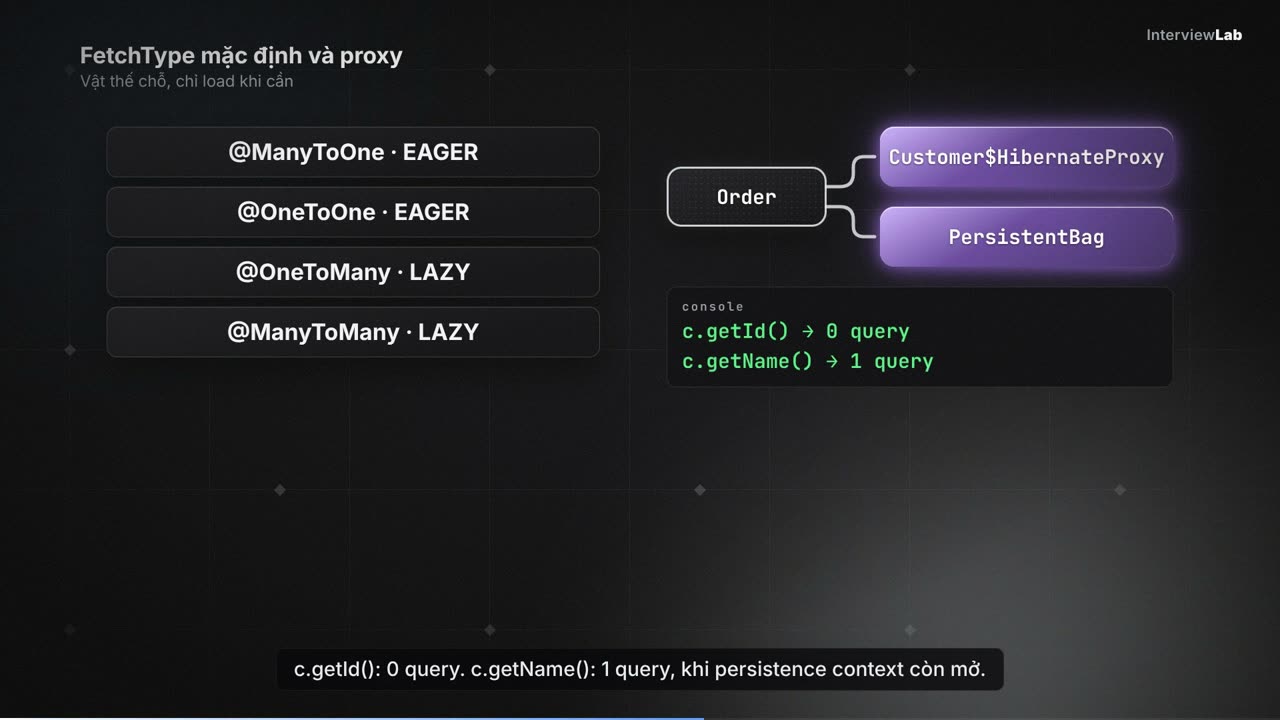 InterviewLab
FetchType mặc định và proxy
Vật thế chỗ, chỉ load khi cần
@ManyToOne · EAGER
@OneToOne · EAGER
@OneToMany · LAZY
@ManyToMany · LAZY
Order
Customer$HibernateProxy
PersistentBag
console
c.getId() → 0 query
c.getName() → 1 query
c.getId(): 0 query. c.getName(): 1 query, khi persistence context còn mở.